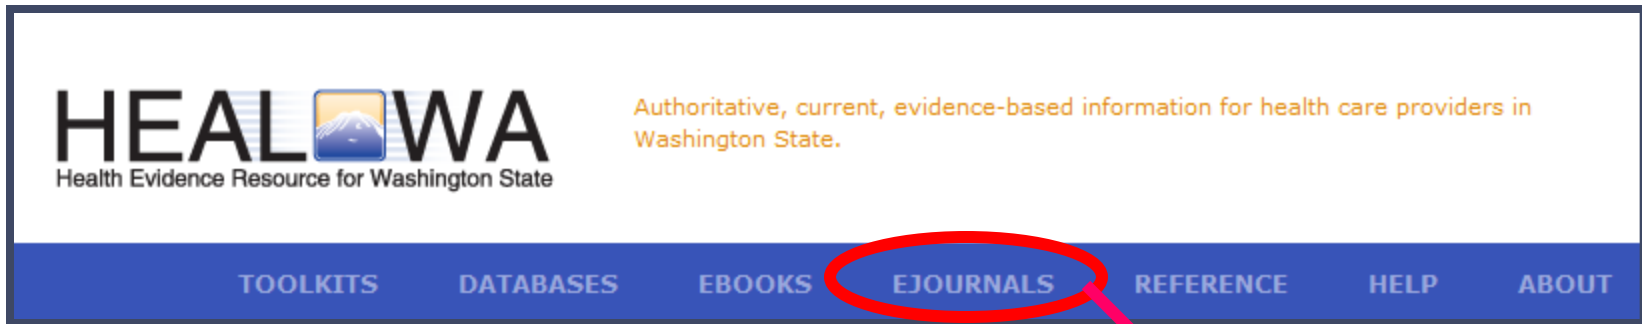 HEAL WA
Health Evidence Resource for Washington State
Authoritative, current, evidence-based information for health care providers in
Washington State.
TOOLKITS DATABASES EBOOKS EJOURNALS REFERENCE HELP ABOUT